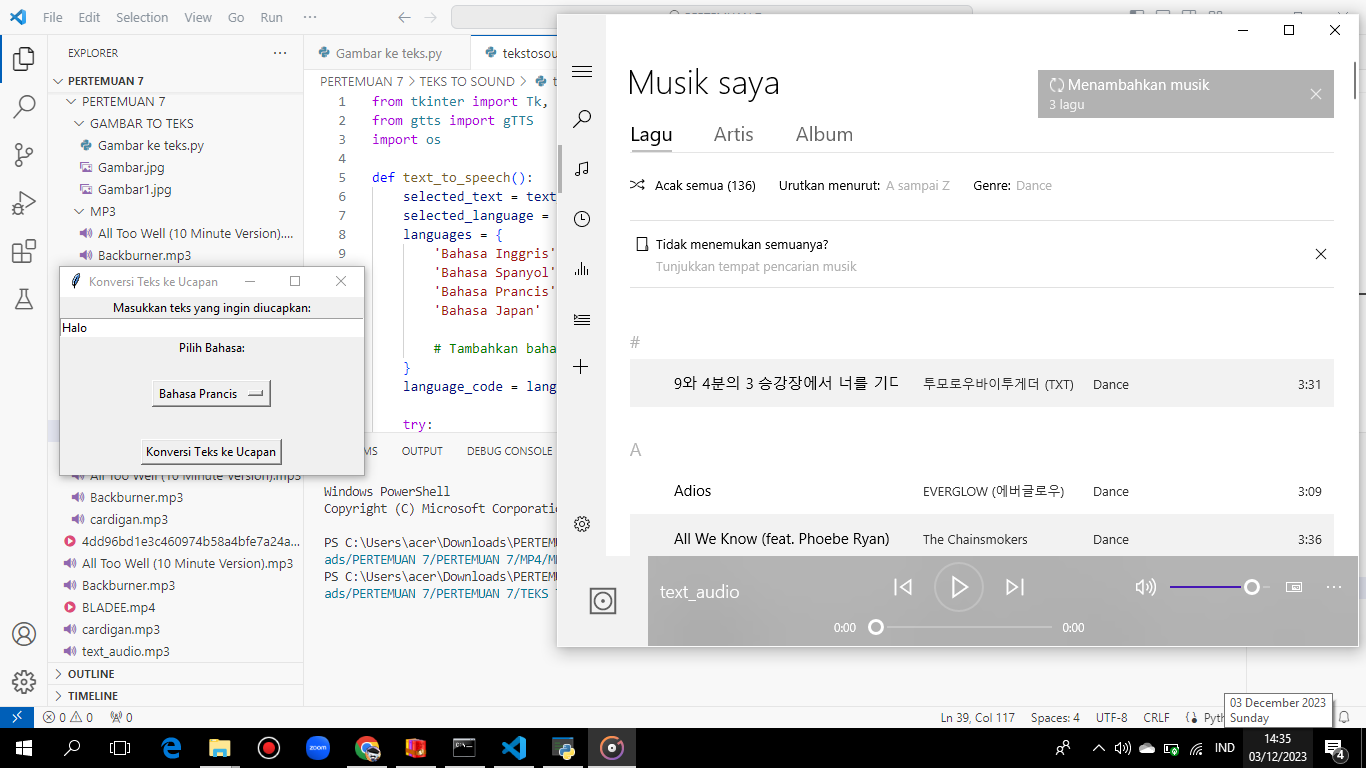 File Edit Selection View Go Run ···
EXPLORER
PERTEMUAN 7
PERTEMUAN 7
GAMBAR TO TEKS
Gambar ke teks.py
Gambar.jpg
Gambar1.jpg
MP3
All Too Well (10 Minute Version)....
Backburner.mp3
Gambar ke teks.py
PERTEMUAN 7 > TEKS TO SOUND >
1 from tkinter import Tk,
2 from gtts import gTTS
3 import os
4
5 def text_to_speech():
6 selected_text = text
7 selected_language =
8 languages = {
9 'Bahasa Inggris'
'Bahasa Spanyol'
'Bahasa Prancis'
'Bahasa Japan'
# Tambahkan baha
}
language_code = lang
try:
Konversi Teks ke Ucapan
Masukkan teks yang ingin diucapkan:
Halo
Pilih Bahasa:
Bahasa Prancis
Konversi Teks ke Ucapan
All Too Well (10 Minute Version).mp3
Backburner.mp3
cardigan.mp3
4dd96bd1e3c460974b58a4bfe7a24a...
All Too Well (10 Minute Version).mp3
Backburner.mp3
BLADEE.mp4
cardigan.mp3
text_audio.mp3
OUTLINE
TIMELINE
OUTPUT DEBUG CONSOLE
Windows PowerShell
Copyright (C) Microsoft Corporatio
PS C:\Users\acer\Downloads\PERTEM
ads/PERTEMUAN 7/PERTEMUAN 7/MP4/M
PS C:\Users\acer\Downloads\PERTEM
ads/PERTEMUAN 7/PERTEMUAN 7/TEKS
Musik saya
Menambahkan musik
3 lagu
Lagu Artis Album
Acak semua (136) Urutkan menurut: A sampai Z Genre: Dance
Tidak menemukan semuanya?
Tunjukkan tempat pencarian musik
#
9와 4분의 3 승강장에서 너를 투모로우바이투게더 (TXT) Dance 3:31
A
Adios EVERGLOW (에버글로우) Dance 3:09
All We Know (feat. Phoebe Ryan) The Chainsmokers Dance 3:36
text_audio
0:00 0:00
0 0 0
Ln 39, Col 117 Spaces: 4 UTF-8 CRLF
03 December 2023
Sunday
zoom
IND
14:35
03/12/2023
4